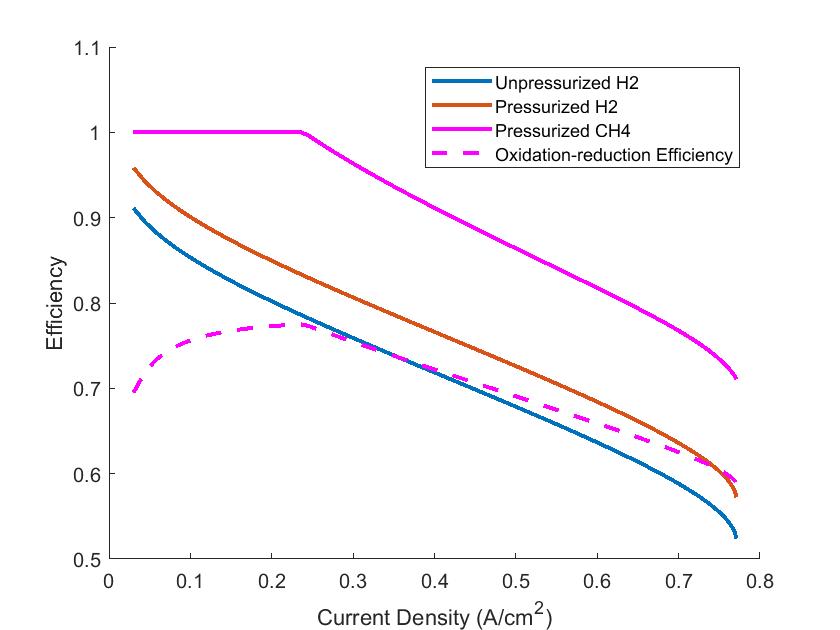 1.1
1
0.9
0.8
0.7
0.6
0.5
Efficiency
Unpressurized H2
Pressurized H2
Pressurized CH4
Oxidation-reduction Efficiency
0 0.1 0.2 0.3 0.4 0.5 0.6 0.7 0.8
Current Density (A/cm²)